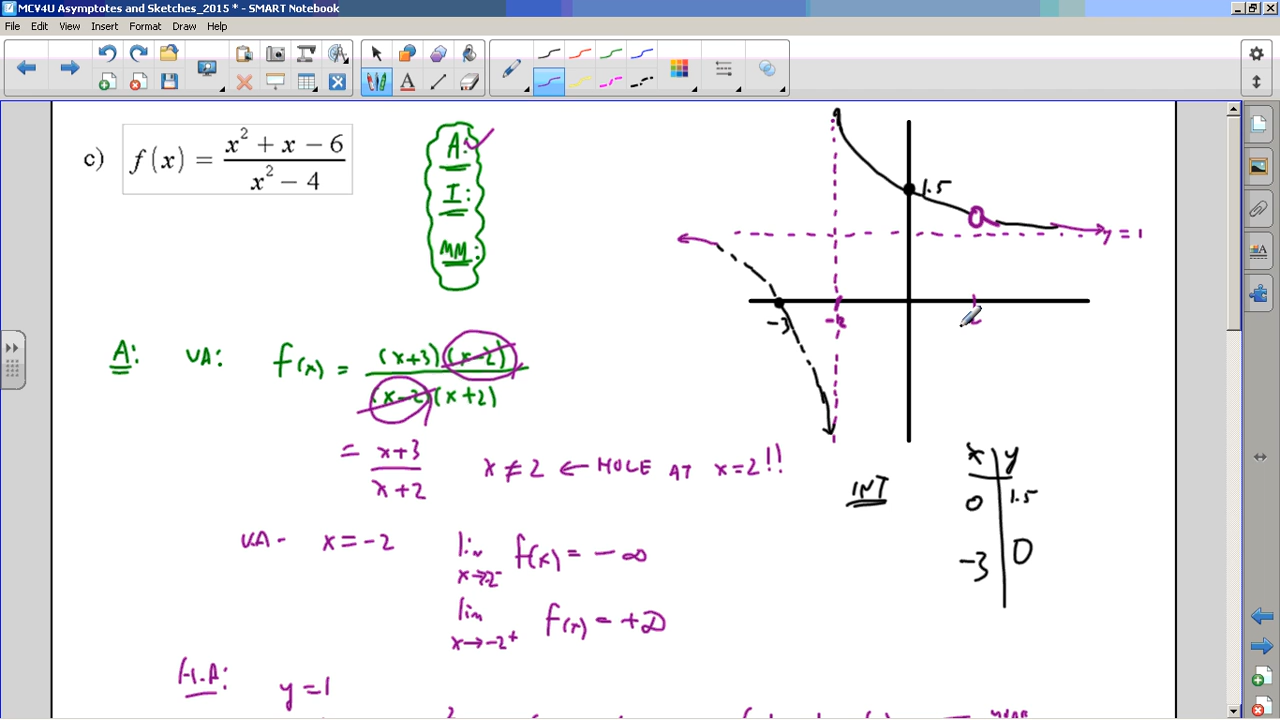 MCV4U Asymptotes and Sketches_2015 * - SMART Notebook
File Edit View Insert Format Draw Help
c) f(x) = (x² + x − 6) / (x² − 4)
A:
I:
MM:
1.5
y = 1
-3
-2
2
A: VA: f(x) = (x+3)(x-2)
(x-2)(x+2)
= x+3
x+2
x ≠ 2 ← HOLE AT x=2!!
INT
x y
0 1.5
-3 0
V.A - x = -2
lim f(x) = -∞
x→2⁻
lim f(x) = +∞
x→-2⁺
H.A:
y = 1